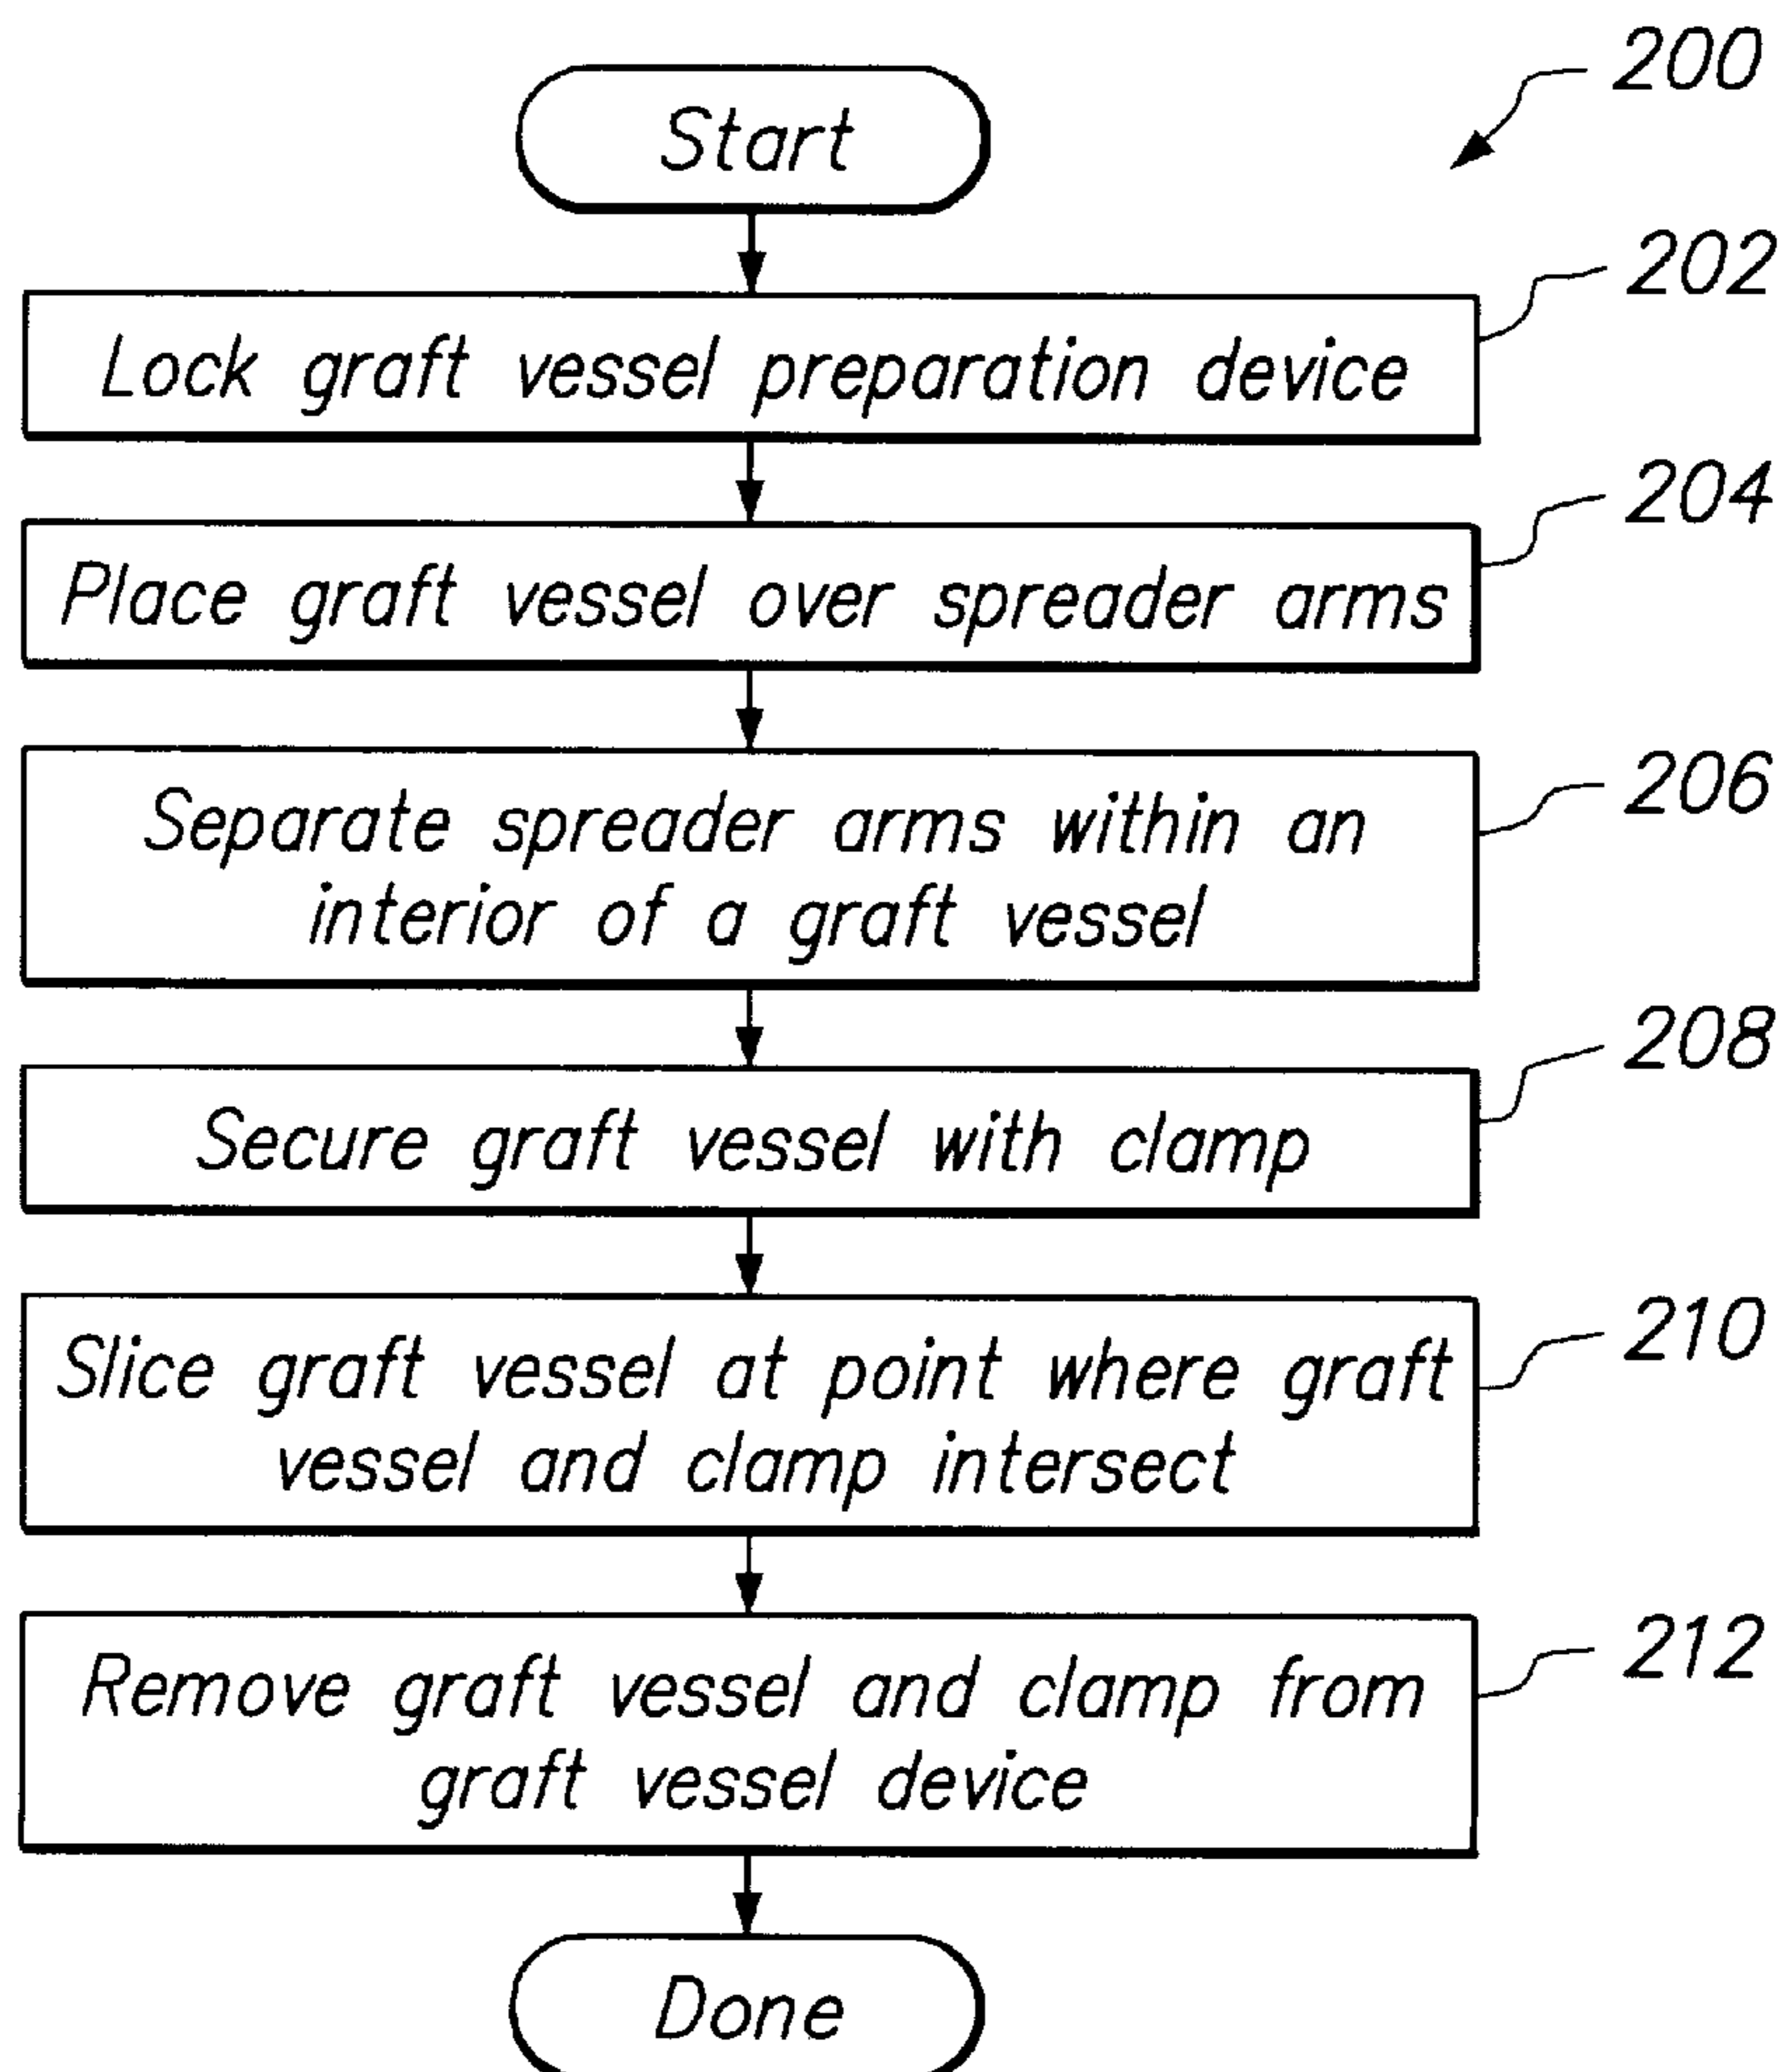 200
Start
202
Lock graft vessel preparation device
204
Place graft vessel over spreader arms
206
Separate spreader arms within an
interior of a graft vessel
208
Secure graft vessel with clamp
210
Slice graft vessel at point where graft
vessel and clamp intersect
212
Remove graft vessel and clamp from
graft vessel device
Done